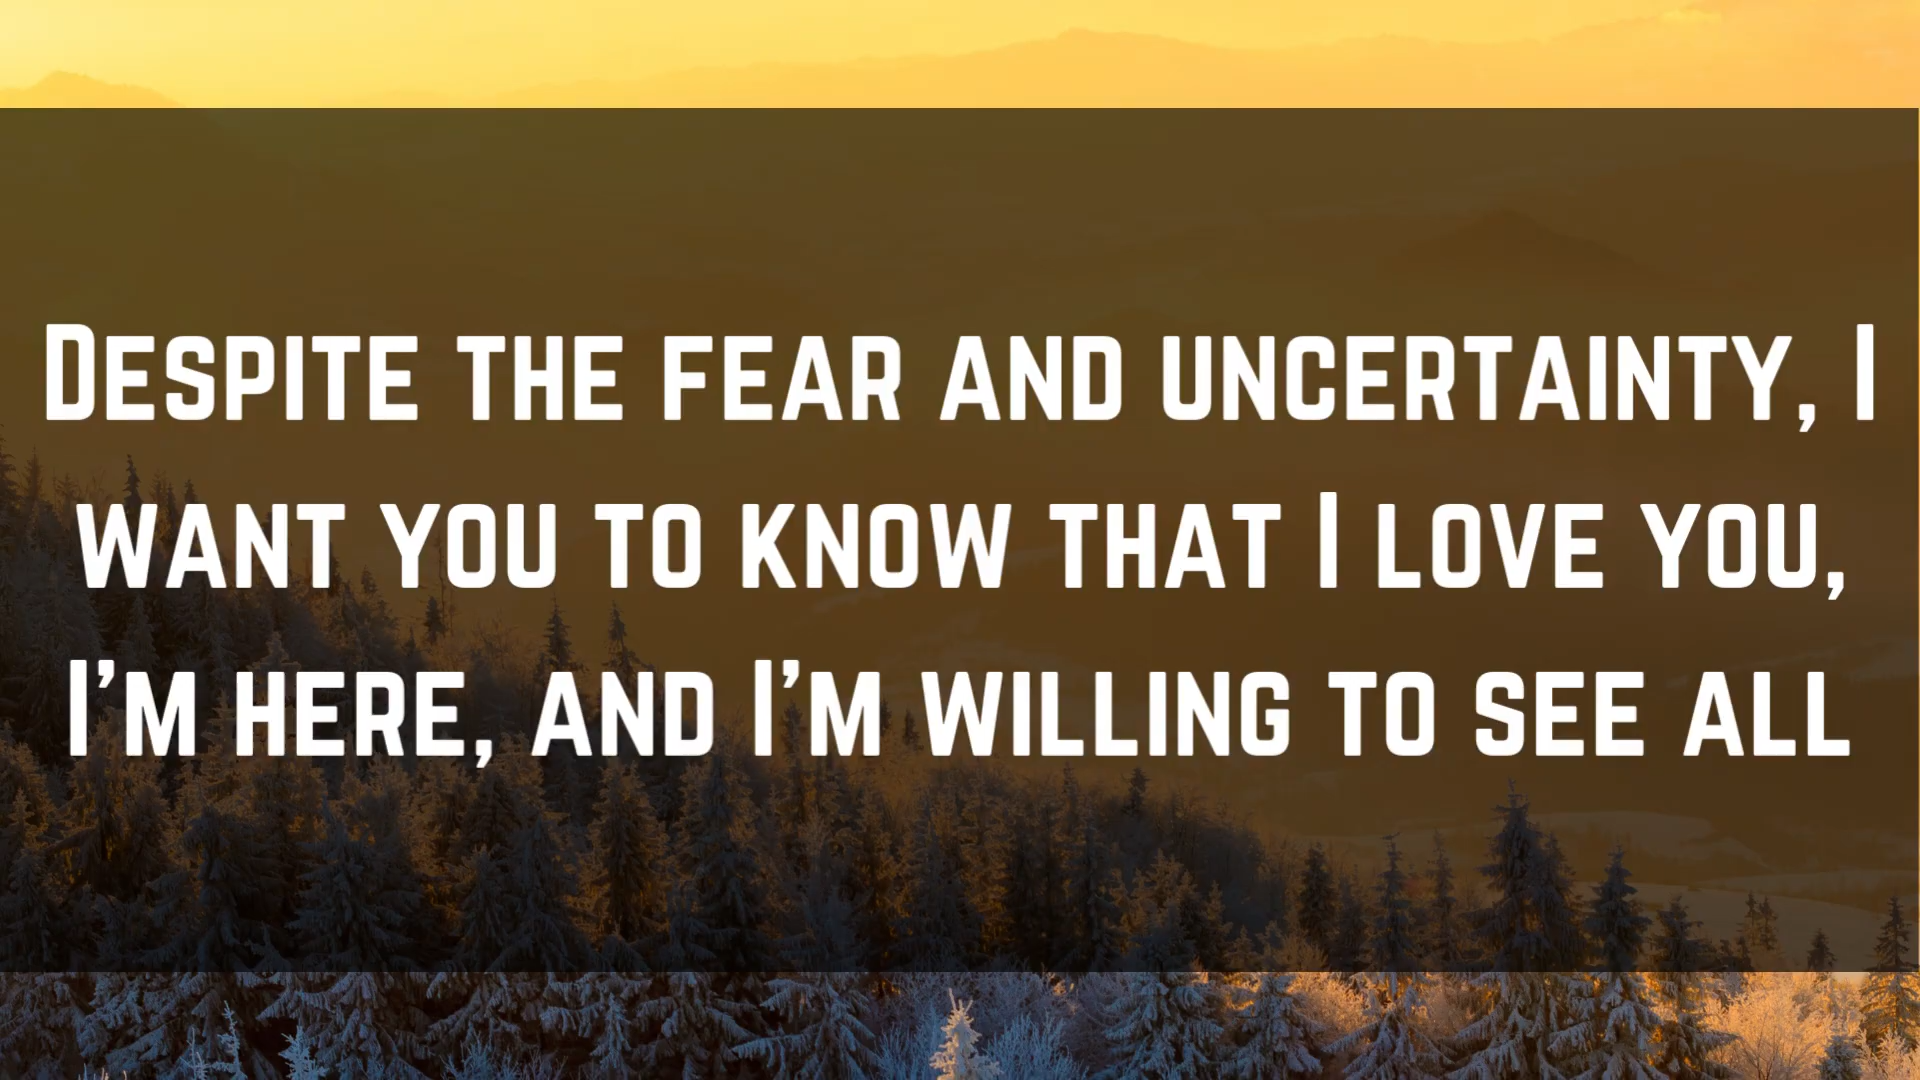 Despite the fear and uncertainty, I
want you to know that I love you,
I'm here, and I'm willing to see all